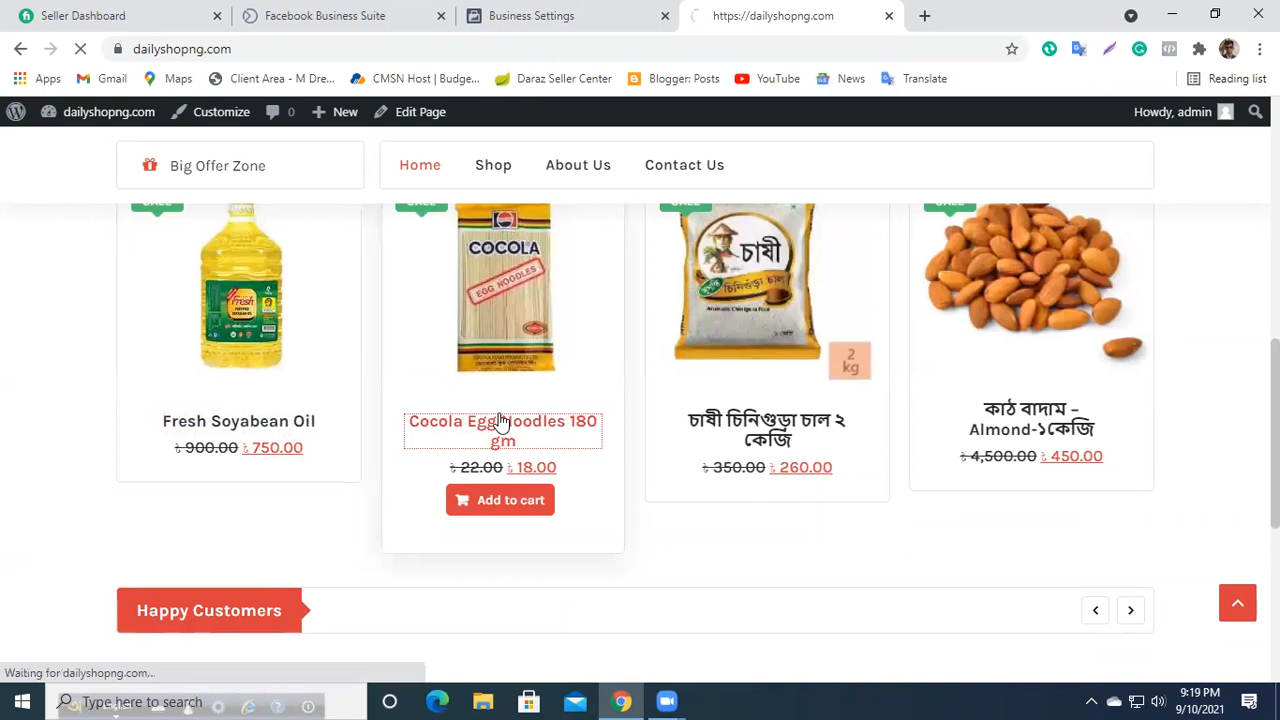 Seller Dashboard
Facebook Business Suite
Business Settings
https://dailyshopng.com
dailyshopng.com
Apps
Gmail
Maps
Client Area - M Dre...
CMSN Host | Budge...
Daraz Seller Center
Blogger: Posts
YouTube
News
Translate
Reading list
dailyshopng.com
Customize
0
New
Edit Page
Howdy, admin
Big Offer Zone
Home
Shop
About Us
Contact Us
COCOLA
EGG NOODLES
Fresh
চাষী
চিনিগুড়া চাল
Aromatic Chinigura Rice
2
kg
Fresh Soyabean Oil
৳ 900.00 ৳ 750.00
Cocola Egg Noodles 180
gm
৳ 22.00 ৳ 18.00
Add to cart
চাষী চিনিগুড়া চাল ২
কেজি
৳ 350.00 ৳ 260.00
কাঠ বাদাম –
Almond-১কেজি
৳ 4,500.00 ৳ 450.00
Happy Customers
Waiting for dailyshopng.com...
Type here to search
9:19 PM
9/10/2021